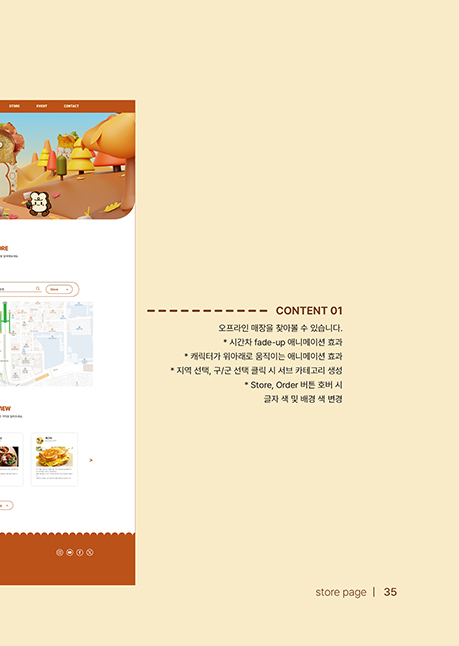 STORE EVENT CONTACT
CONTENT 01
오프라인 매장을 찾아볼 수 있습니다.
* 시간차 fade-up 애니메이션 효과
* 캐릭터가 위아래로 움직이는 애니메이션 효과
* 지역 선택, 구/군 선택 클릭 시 서브 카테고리 생성
* Store, Order 버튼 호버 시
글자 색 및 배경 색 변경
store page | 35